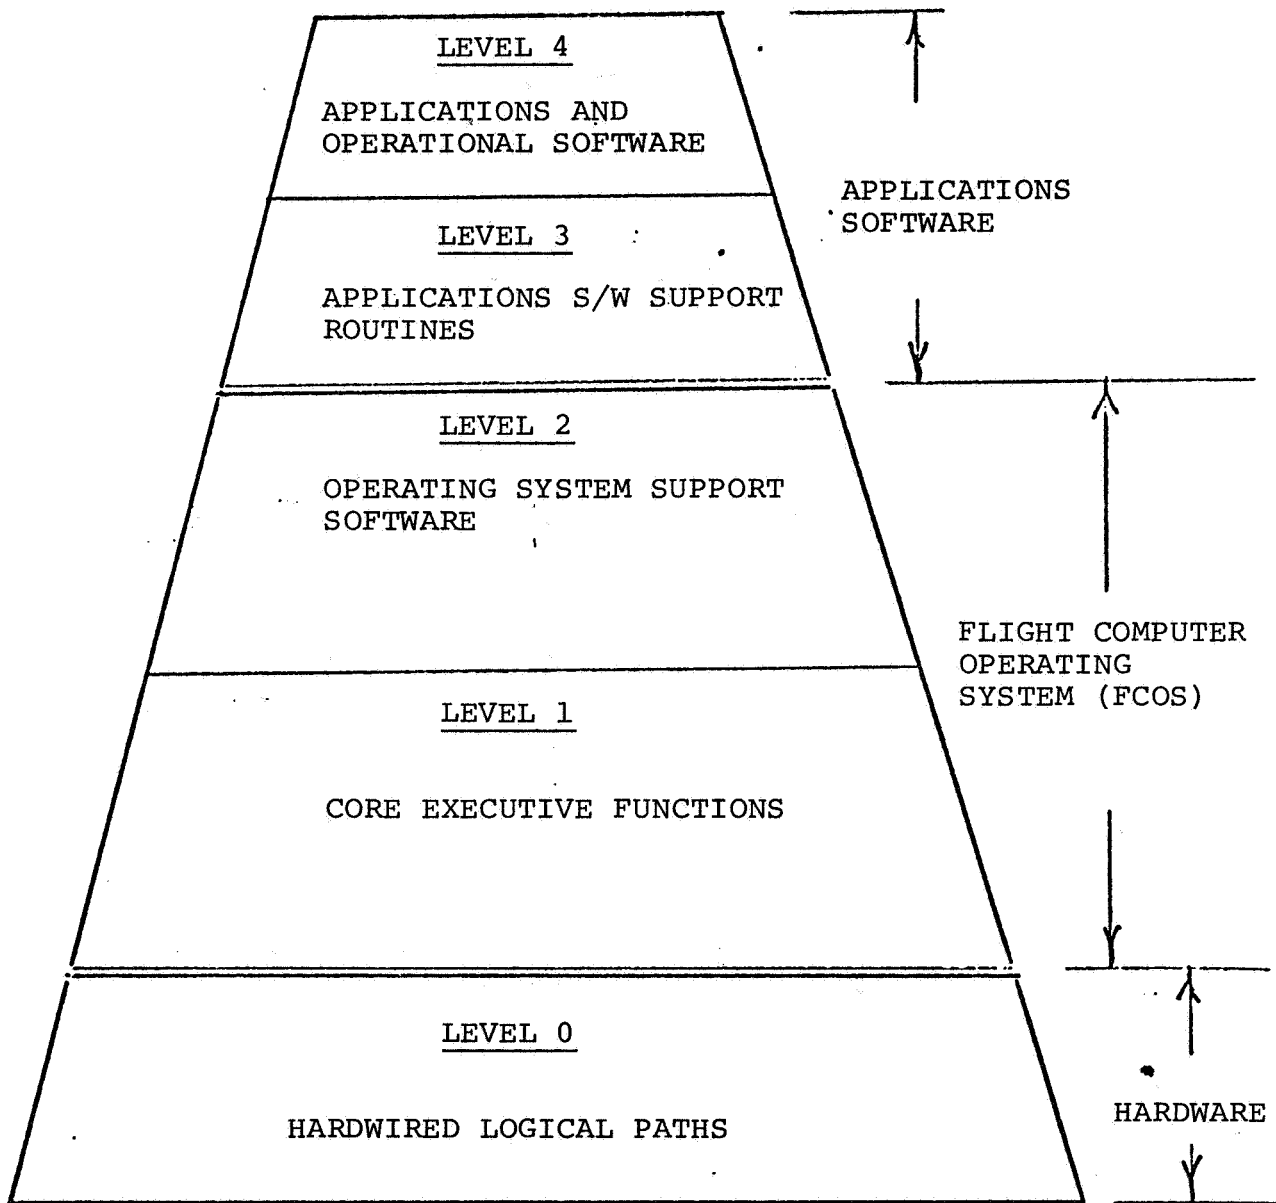 LEVEL 4
APPLICATIONS AND
OPERATIONAL SOFTWARE
APPLICATIONS
SOFTWARE
LEVEL 3
APPLICATIONS S/W SUPPORT
ROUTINES
LEVEL 2
OPERATING SYSTEM SUPPORT
SOFTWARE
FLIGHT COMPUTER
OPERATING
SYSTEM (FCOS)
LEVEL 1
CORE EXECUTIVE FUNCTIONS
LEVEL 0
HARDWIRED LOGICAL PATHS
HARDWARE